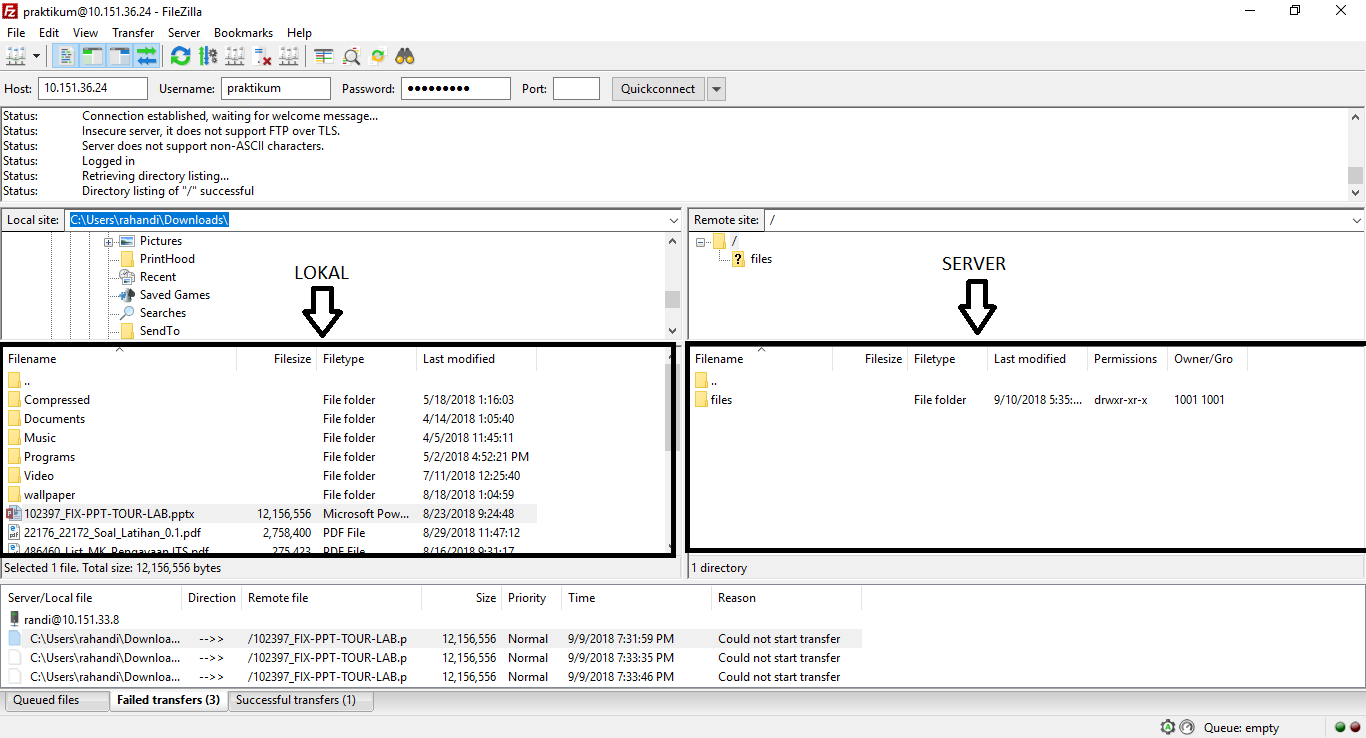 praktikum@10.151.36.24 - FileZilla
File Edit View Transfer Server Bookmarks Help
Host: 10.151.36.24 Username: praktikum Password: ●●●●●●●●● Port: Quickconnect
Status: Connection established, waiting for welcome message...
Status: Insecure server, it does not support FTP over TLS.
Status: Server does not support non-ASCII characters.
Status: Logged in
Status: Retrieving directory listing...
Status: Directory listing of "/" successful
Local site: C:\Users\rahandi\Downloads\
Pictures
PrintHood
Recent
Saved Games
Searches
SendTo
LOKAL
Remote site: /
/
? files
SERVER
Filename Filesize Filetype Last modified
..
Compressed File folder 5/18/2018 1:16:03
Documents File folder 4/14/2018 1:05:40
Music File folder 4/5/2018 11:45:11
Programs File folder 5/2/2018 4:52:21 PM
Video File folder 7/11/2018 12:25:40
wallpaper File folder 8/18/2018 1:04:59
102397_FIX-PPT-TOUR-LAB.pptx 12,156,556 Microsoft Pow... 8/23/2018 9:24:48
22176_22172_Soal_Latihan_0.1.pdf 2,758,400 PDF File 8/29/2018 11:47:12
486460_List_MK_Pengayaan ITS.pdf 275,423 PDF File 8/16/2018 9:31:17
Selected 1 file. Total size: 12,156,556 bytes
Filename Filesize Filetype Last modified Permissions Owner/Gro
..
files File folder 9/10/2018 5:35:... drwxr-xr-x 1001 1001
1 directory
Server/Local file Direction Remote file Size Priority Time Reason
randi@10.151.33.8
C:\Users\rahandi\Downloa... -->> /102397_FIX-PPT-TOUR-LAB.p 12,156,556 Normal 9/9/2018 7:31:59 PM Could not start transfer
C:\Users\rahandi\Downloa... -->> /102397_FIX-PPT-TOUR-LAB.p 12,156,556 Normal 9/9/2018 7:33:35 PM Could not start transfer
C:\Users\rahandi\Downloa... -->> /102397_FIX-PPT-TOUR-LAB.p 12,156,556 Normal 9/9/2018 7:33:46 PM Could not start transfer
Queued files Failed transfers (3) Successful transfers (1)
Queue: empty